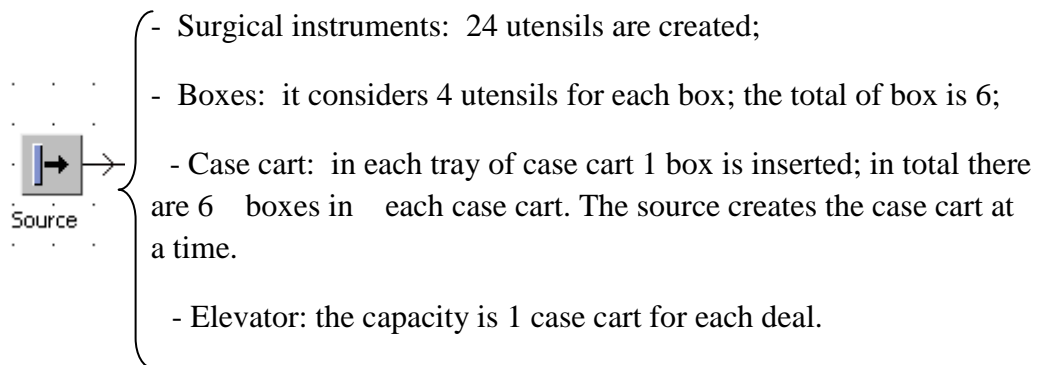 - Surgical instruments: 24 utensils are created;
- Boxes: it considers 4 utensils for each box; the total of box is 6;
- Case cart: in each tray of case cart 1 box is inserted; in total there
are 6 boxes in each case cart. The source creates the case cart at
a time.
- Elevator: the capacity is 1 case cart for each deal.
Source